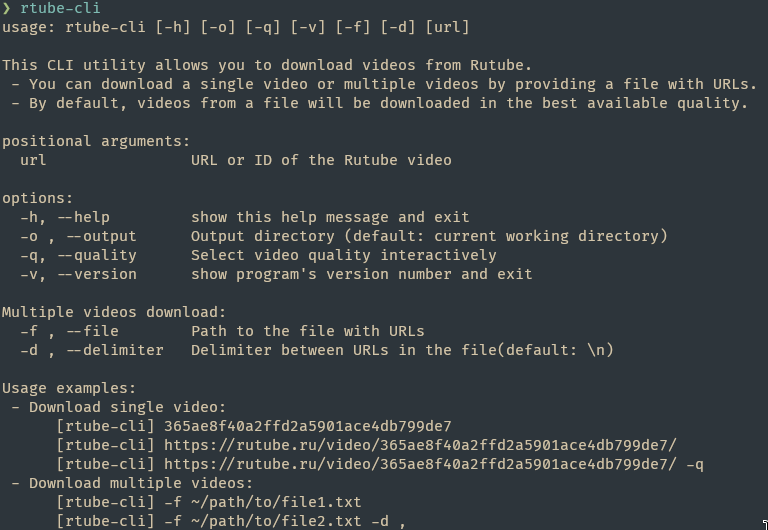 ❯ rtube-cli
usage: rtube-cli [-h] [-o] [-q] [-v] [-f] [-d] [url]
This CLI utility allows you to download videos from Rutube.
- You can download a single video or multiple videos by providing a file with URLs.
- By default, videos from a file will be downloaded in the best available quality.
positional arguments:
url URL or ID of the Rutube video
options:
-h, --help show this help message and exit
-o , --output Output directory (default: current working directory)
-q, --quality Select video quality interactively
-v, --version show program's version number and exit
Multiple videos download:
-f , --file Path to the file with URLs
-d , --delimiter Delimiter between URLs in the file(default: \n)
Usage examples:
- Download single video:
[rtube-cli] 365ae8f40a2ffd2a5901ace4db799de7
[rtube-cli] https://rutube.ru/video/365ae8f40a2ffd2a5901ace4db799de7/
[rtube-cli] https://rutube.ru/video/365ae8f40a2ffd2a5901ace4db799de7/ -q
- Download multiple videos:
[rtube-cli] -f ~/path/to/file1.txt
[rtube-cli] -f ~/path/to/file2.txt -d ,